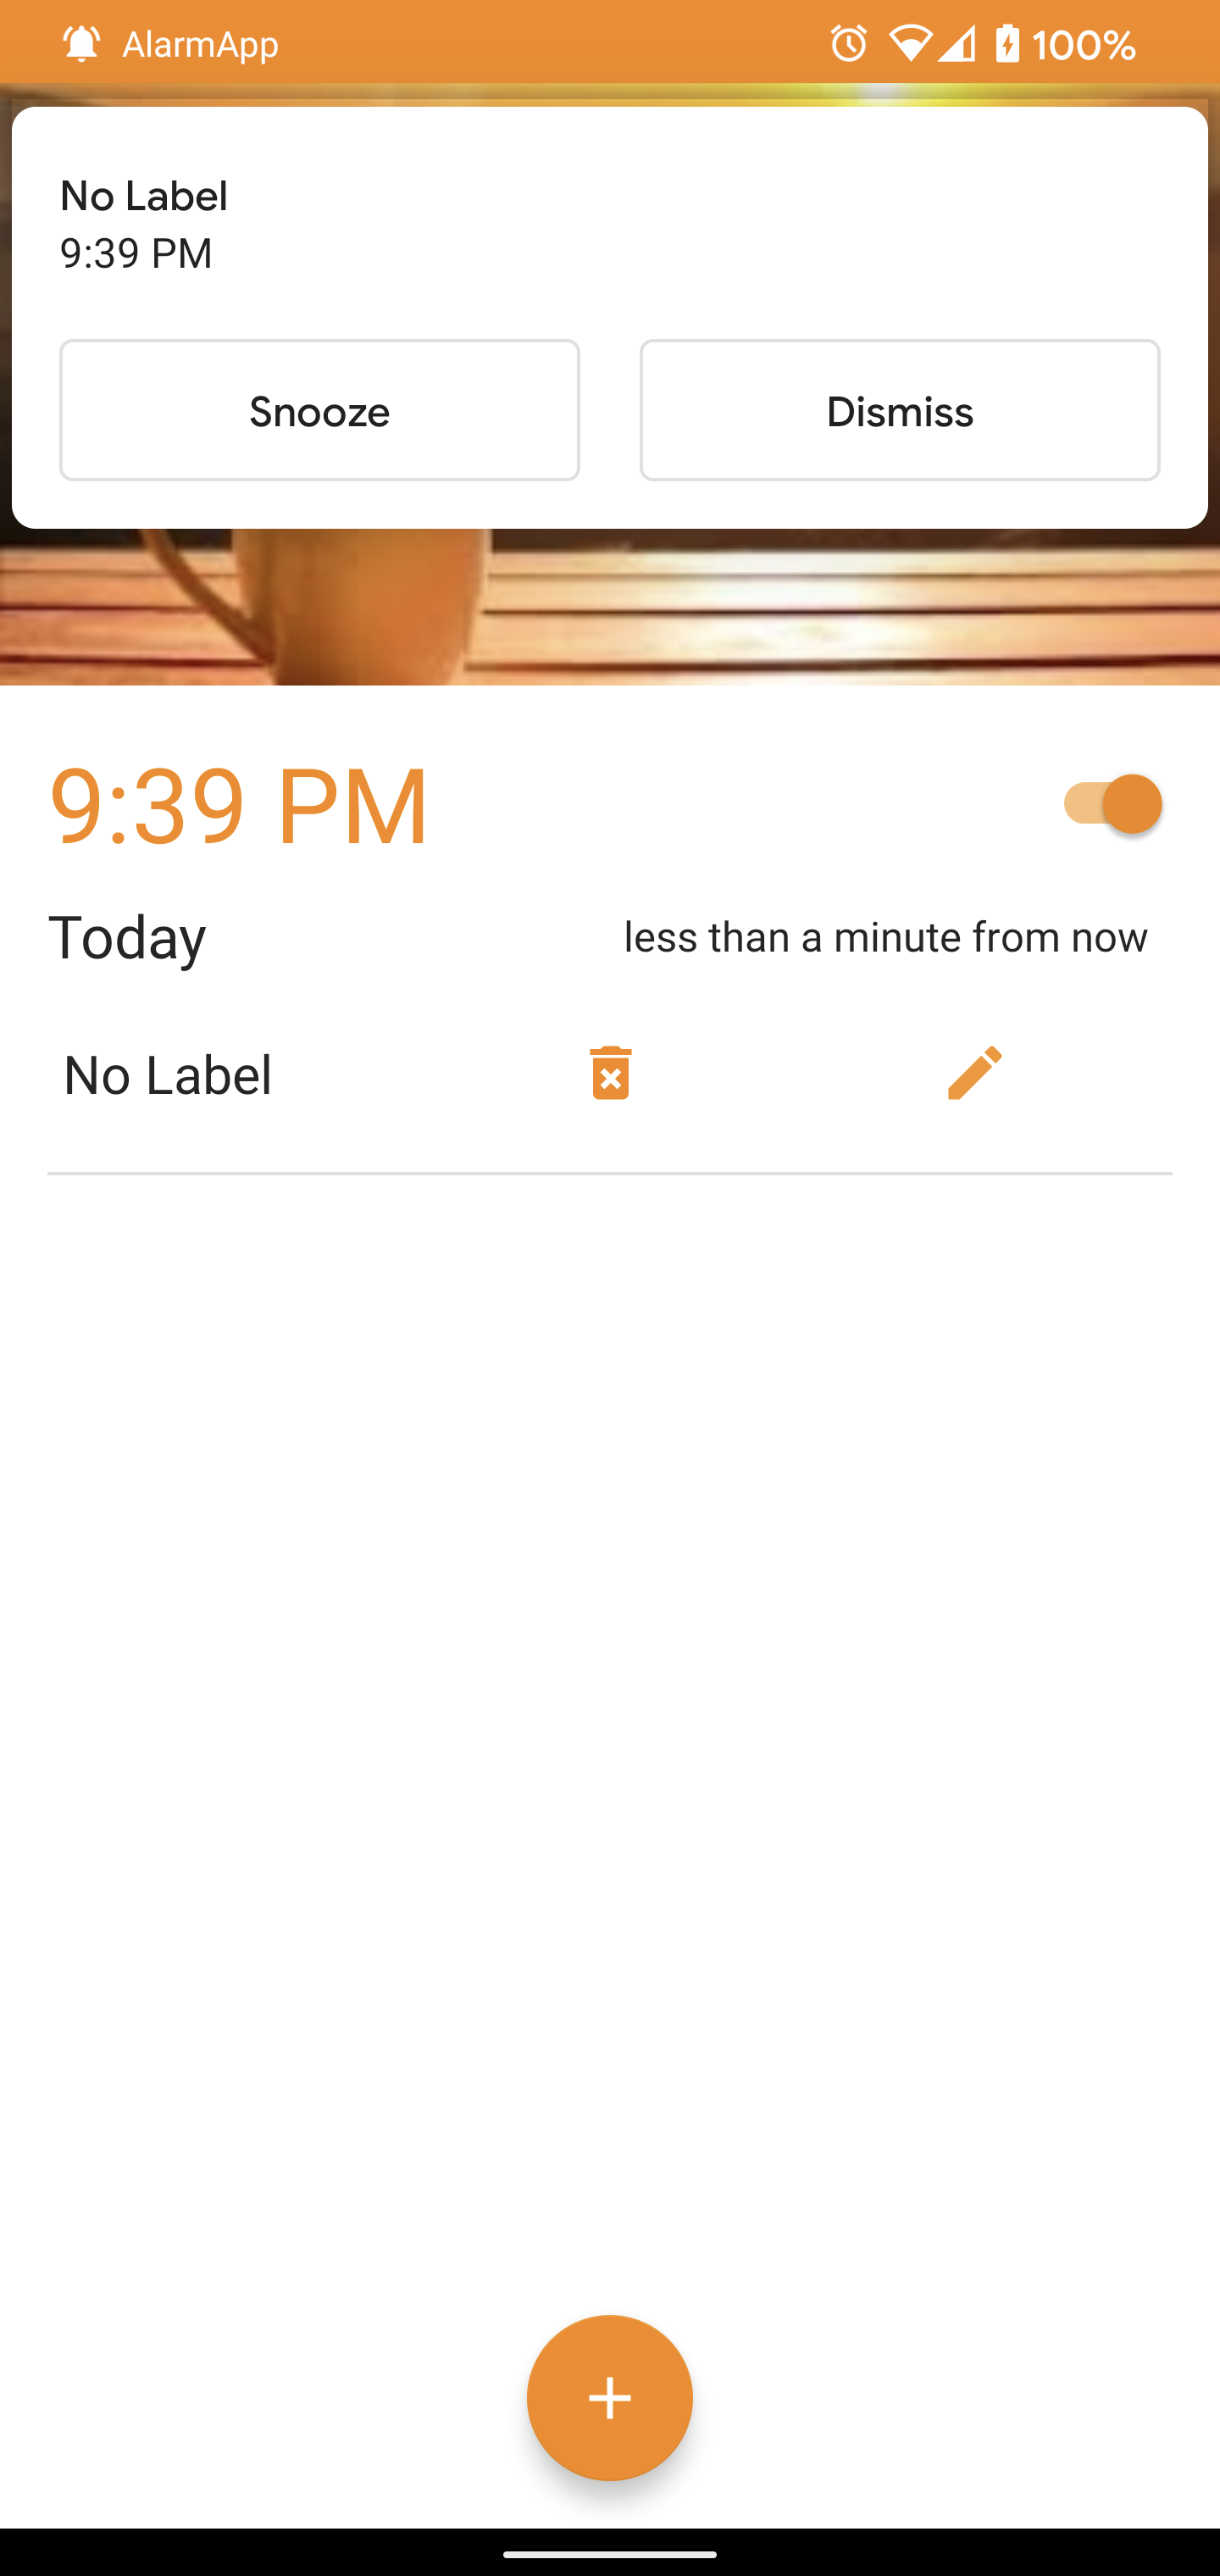 AlarmApp 100%
No Label
9:39 PM
Snooze Dismiss
9:39 PM
Today less than a minute from now
No Label